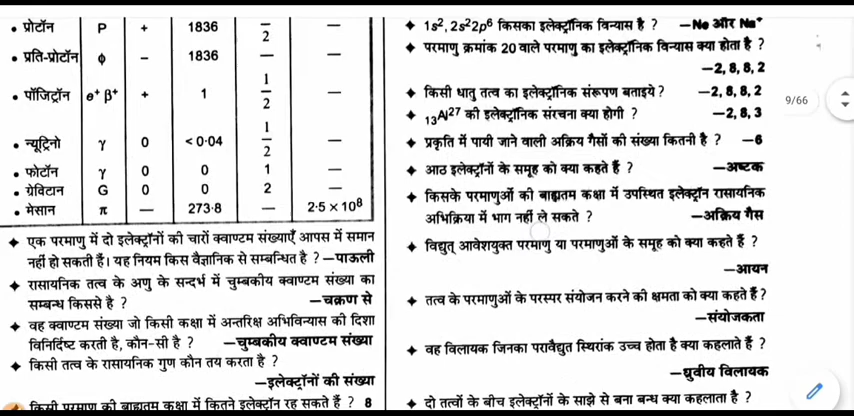 • प्रोटॉन P + 1836 1/2 —
• प्रति-प्रोटॉन ϕ − 1836 — —
• पॉजिट्रॉन e⁺ β⁺ + 1 1/2 —
• न्यूट्रिनो γ 0 <0·04 1/2 —
• फोटॉन γ 0 0 1 —
• ग्रेविटान G 0 0 2 —
• मेसान π — 273·8 — 2·5 × 10⁸
एक परमाणु में दो इलेक्ट्रॉनों की चारों क्वाण्टम संख्याएँ आपस में समान
नहीं हो सकती हैं। यह नियम किस वैज्ञानिक से सम्बन्धित है ? —पाऊली
रासायनिक तत्व के अणु के सन्दर्भ में चुम्बकीय क्वाण्टम संख्या का
सम्बन्ध किससे है ? —चक्रण से
वह क्वाण्टम संख्या जो किसी कक्षा में अन्तरिक्ष अभिविन्यास की दिशा
विनिर्दिष्ट करती है, कौन-सी है ? —चुम्बकीय क्वाण्टम संख्या
किसी तत्व के रासायनिक गुण कौन तय करता है ?
—इलेक्ट्रॉनों की संख्या
किसी परमाणु की बाह्यतम कक्षा में कितने इलेक्ट्रॉन रह सकते हैं ? 8
1s², 2s² 2p⁶ किसका इलेक्ट्रॉनिक विन्यास है ? —Ne और Na⁺
परमाणु क्रमांक 20 वाले परमाणु का इलेक्ट्रॉनिक विन्यास क्या होता है ?
—2, 8, 8, 2
किसी धातु तत्व का इलेक्ट्रॉनिक संरूपण बताइये ? —2, 8, 8, 2
₁₃Al²⁷ की इलेक्ट्रॉनिक संरचना क्या होगी ? —2, 8, 3
प्रकृति में पायी जाने वाली अक्रिय गैसों की संख्या कितनी है ? —6
आठ इलेक्ट्रॉनों के समूह को क्या कहते हैं ? —अष्टक
किसके परमाणुओं की बाह्यतम कक्षा में उपस्थित इलेक्ट्रॉन रासायनिक
अभिक्रिया में भाग नहीं ले सकते ? —अक्रिय गैस
विद्युत् आवेशयुक्त परमाणु या परमाणुओं के समूह को क्या कहते हैं ?
—आयन
तत्व के परमाणुओं के परस्पर संयोजन करने की क्षमता को क्या कहते हैं ?
—संयोजकता
वह विलायक जिनका परावैद्युत स्थिरांक उच्च होता है क्या कहलाते हैं ?
—ध्रुवीय विलायक
दो तत्वों के बीच इलेक्ट्रॉनों के साझे से बना बन्ध क्या कहलाता है ?
9/66